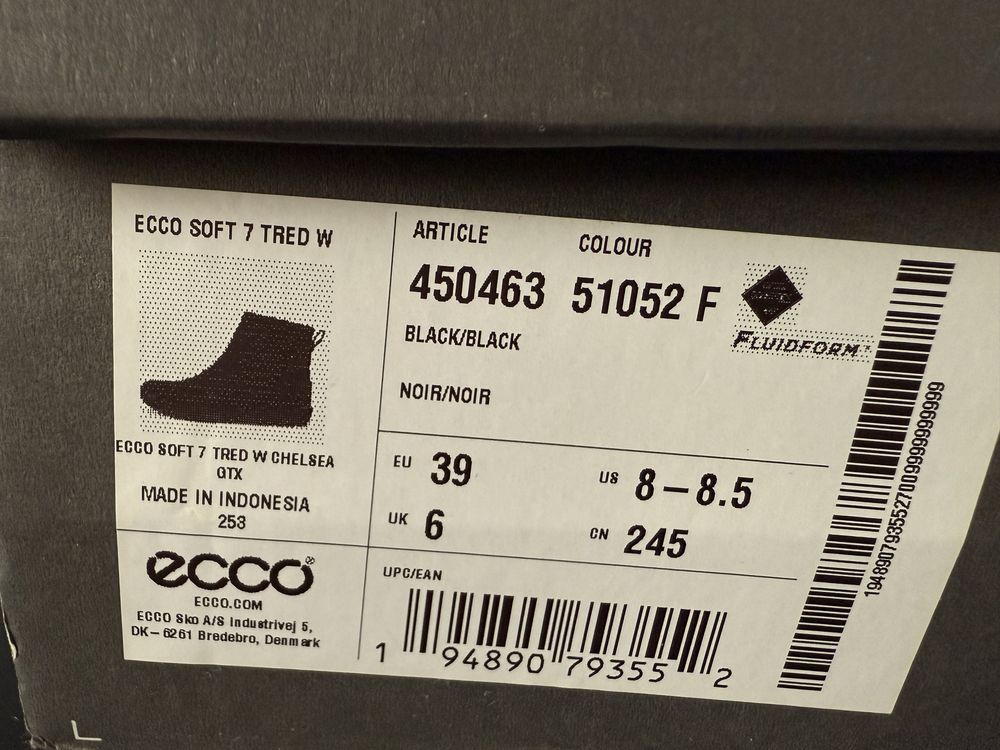 ECCO SOFT 7 TRED W
ECCO SOFT 7 TRED W CHELSEA
GTX
MADE IN INDONESIA
253
ecco®
ECCO.COM
ECCO Sko A/S Industrivej 5,
DK-6261 Bredebro, Denmark
ARTICLE COLOUR
450463 51052 F
BLACK/BLACK
NOIR/NOIR
FLUIDFORM™
EU 39 US 8-8.5
UK 6 CN 245
UPC/EAN
1 94890 79355 2
194890793552700999999999999